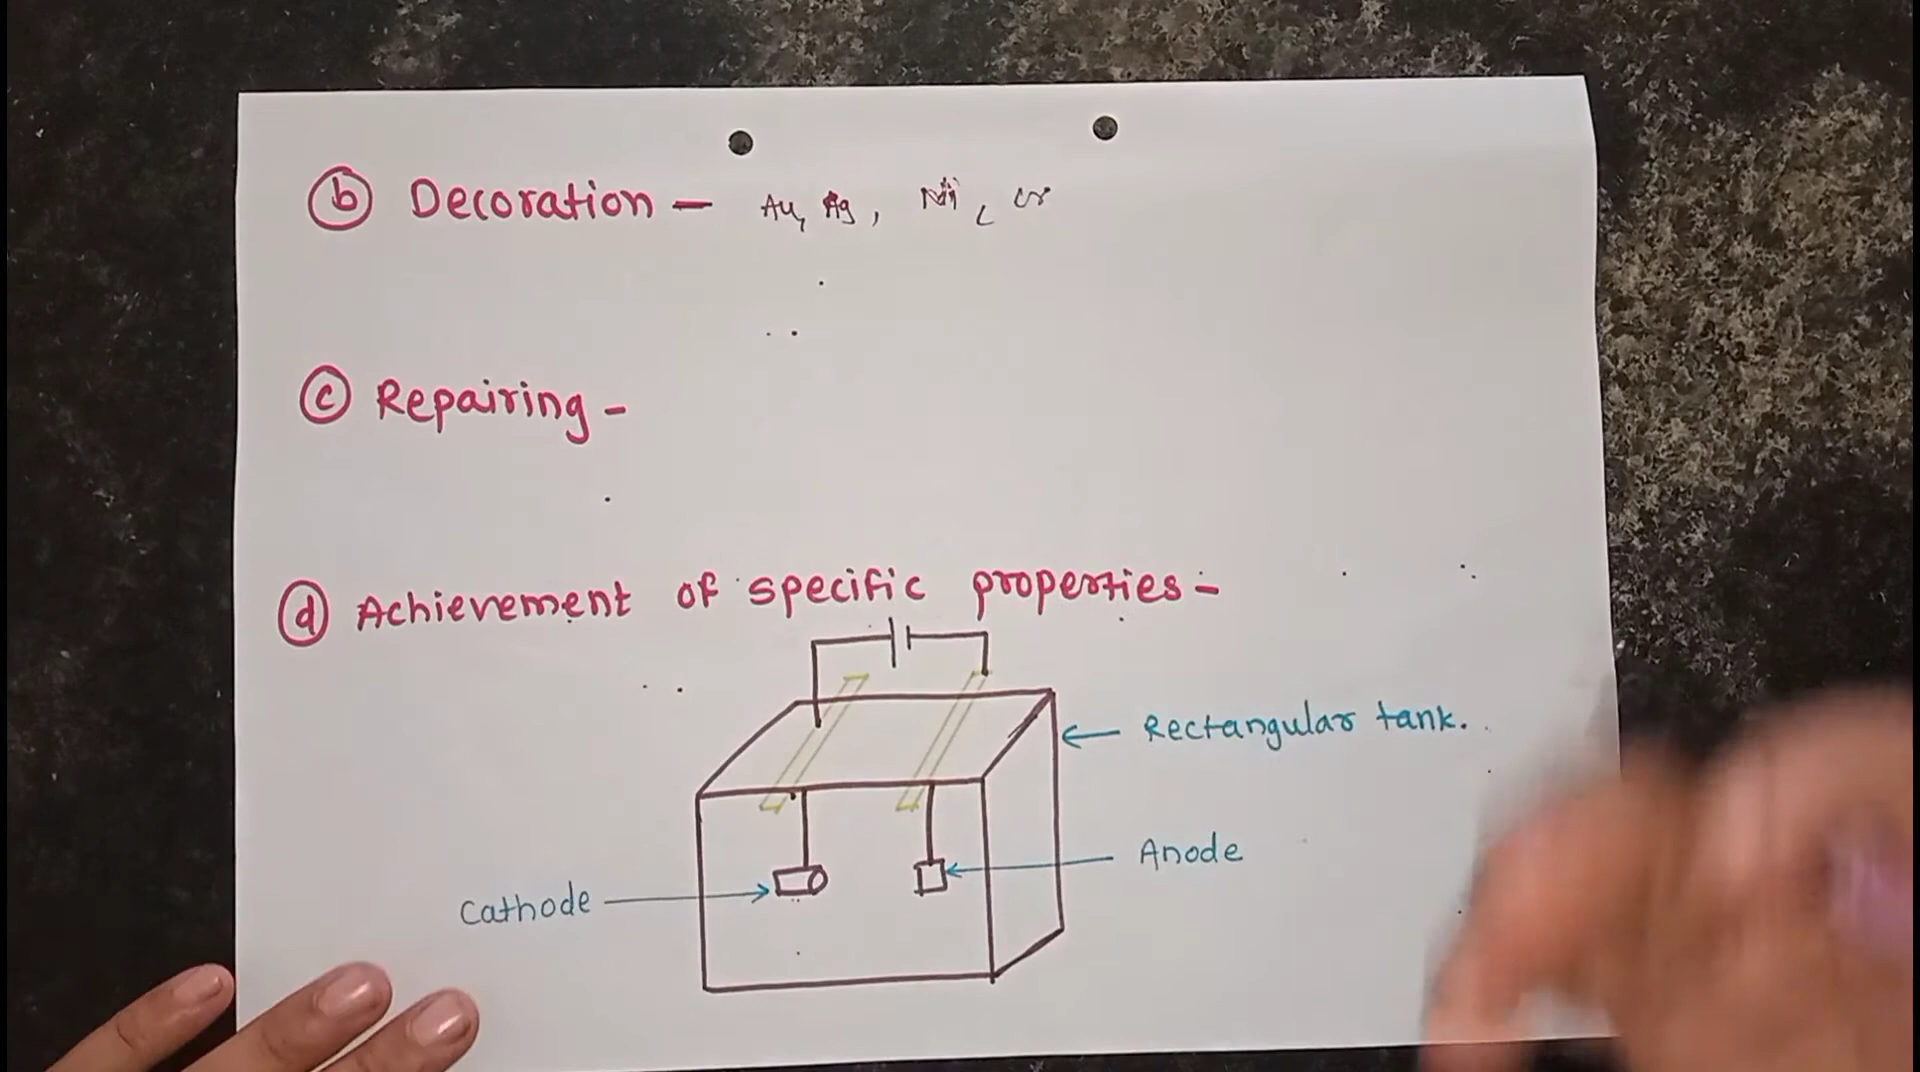 ⓑ Decoration - Au, Ag, Ni, Cr
ⓒ Repairing -
ⓓ Achievement of specific properties -
Rectangular tank.
Anode
Cathode